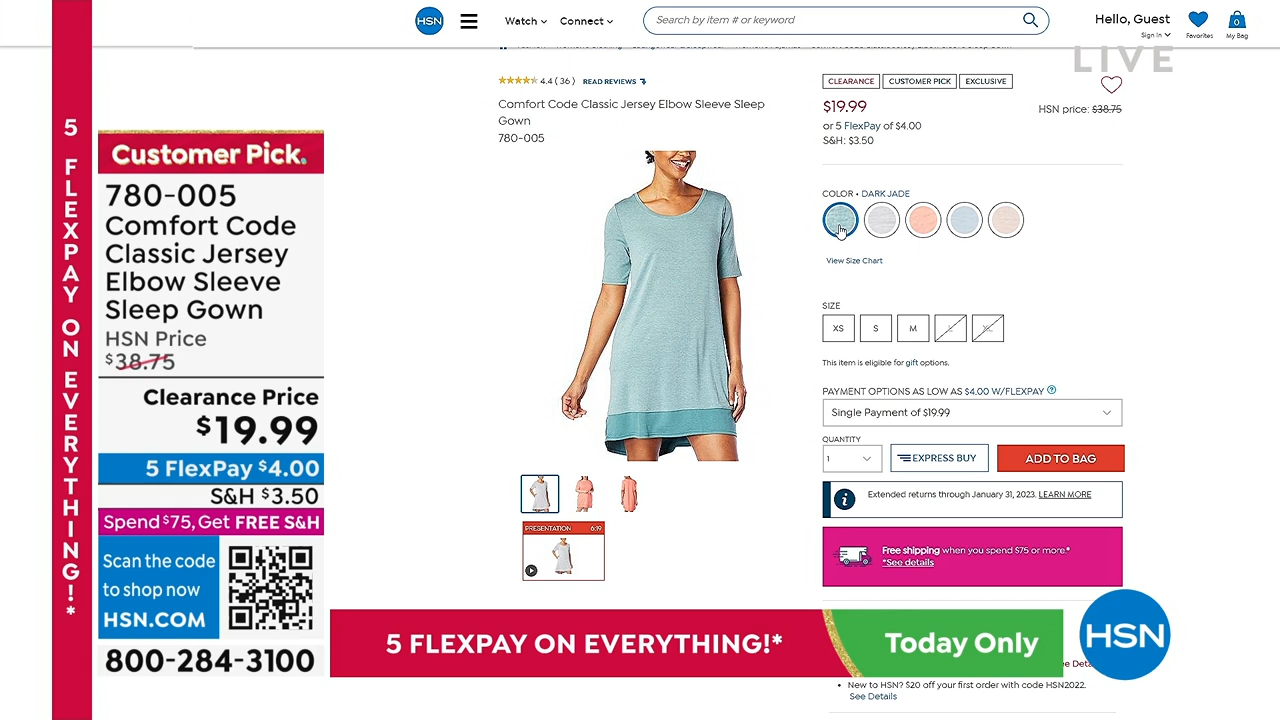 HSN
Watch
Connect
Search by item # or keyword
Hello, Guest
Sign In
Favorites
0
My Bag
LIVE
5 FLEXPAY ON EVERYTHING!*
Customer Pick.
780-005
Comfort Code
Classic Jersey
Elbow Sleeve
Sleep Gown
HSN Price
$38.75
Clearance Price
$19.99
5 FlexPay $4.00
S&H $3.50
Spend $75, Get FREE S&H
Scan the code
to shop now
HSN.COM
800-284-3100
4.4 ( 36 ) READ REVIEWS
Comfort Code Classic Jersey Elbow Sleeve Sleep
Gown
780-005
PRESENTATION 6:19
CLEARANCE CUSTOMER PICK EXCLUSIVE
$19.99
HSN price: $38.75
or 5 FlexPay of $4.00
S&H: $3.50
COLOR • DARK JADE
View Size Chart
SIZE
XS S M L XL
This item is eligible for gift options.
PAYMENT OPTIONS AS LOW AS $4.00 W/FLEXPAY ?
Single Payment of $19.99
QUANTITY
1
EXPRESS BUY
ADD TO BAG
Extended returns through January 31, 2023. LEARN MORE
Free shipping when you spend $75 or more.*
*See details
5 FLEXPAY ON EVERYTHING!*
Today Only
HSN
• New to HSN? $20 off your first order with code HSN2022.
See Details